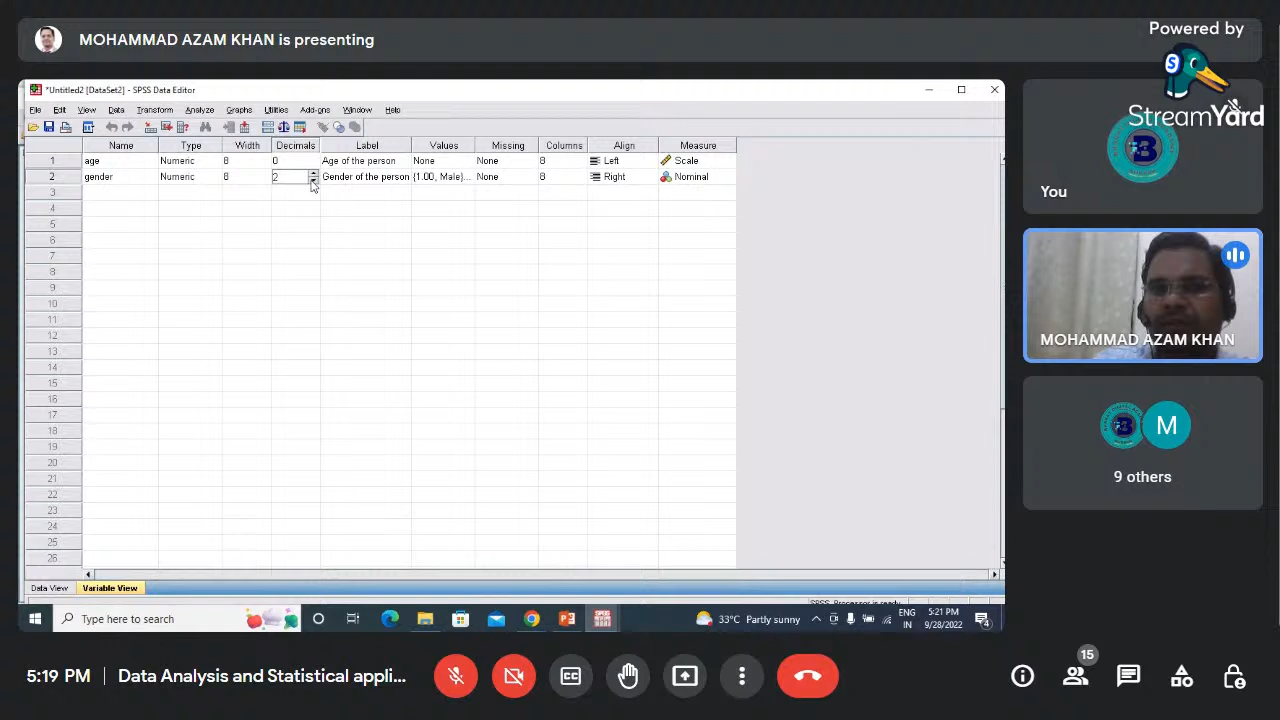 MOHAMMAD AZAM KHAN is presenting
Powered by
StreamYard
*Untitled2 [DataSet2] - SPSS Data Editor
File Edit View Data Transform Analyze Graphs Utilities Add-ons Window Help
Name Type Width Decimals Label Values Missing Columns Align Measure
1 age Numeric 8 0 Age of the person None None 8 Left Scale
2 gender Numeric 8 2 Gender of the person {1.00, Male}... None 8 Right Nominal
3
4
5
6
7
8
9
10
11
12
13
14
15
16
17
18
19
20
21
22
23
24
25
26
Data View Variable View
SPSS Processor is ready
Type here to search
33°C Partly sunny
ENG
IN
5:21 PM
9/28/2022
4
You
MOHAMMAD AZAM KHAN
M
9 others
5:19 PM
Data Analysis and Statistical appli...
15